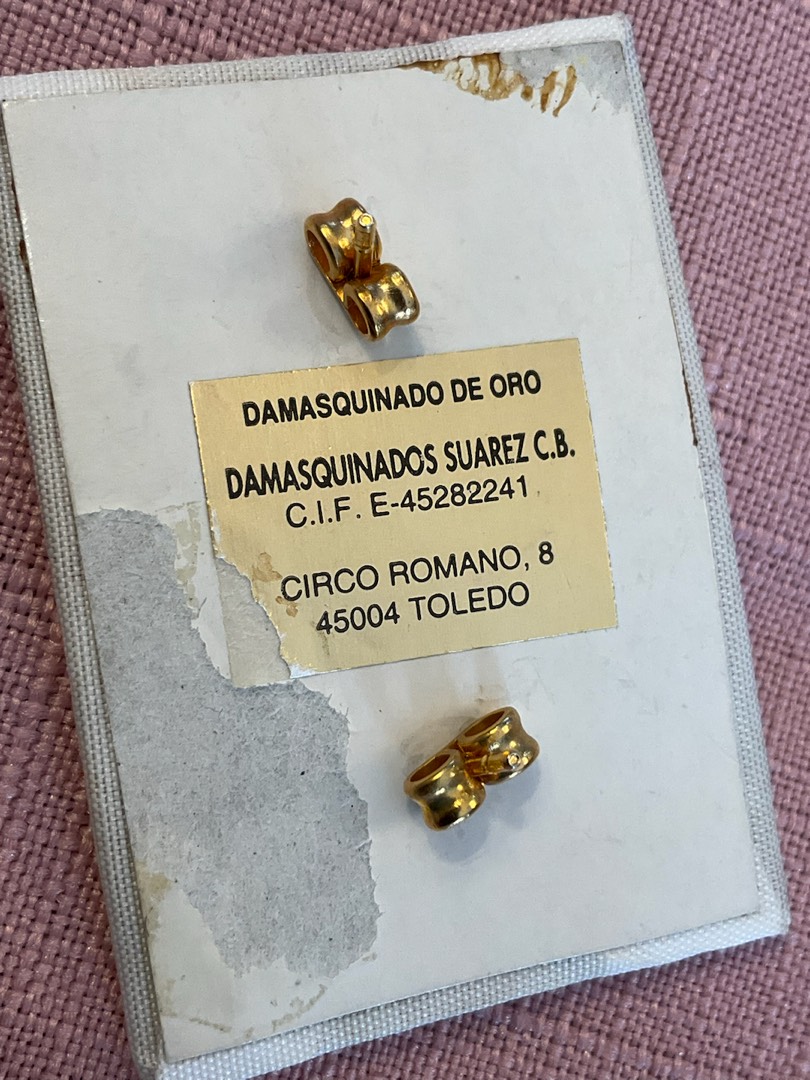 DAMASQUINADO DE ORO
DAMASQUINADOS SUAREZ C.B.
C.I.F. E-45282241
CIRCO ROMANO, 8
45004 TOLEDO